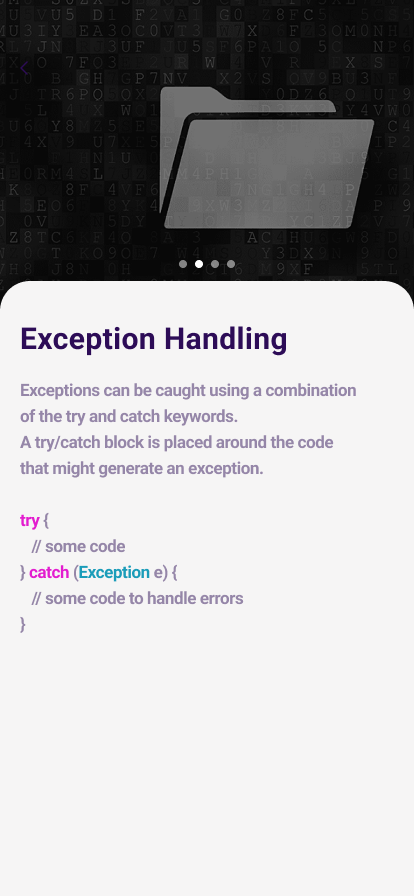 Exception Handling
Exceptions can be caught using a combination
of the try and catch keywords.
A try/catch block is placed around the code
that might generate an exception.
try {
// some code
} catch (Exception e) {
// some code to handle errors
}